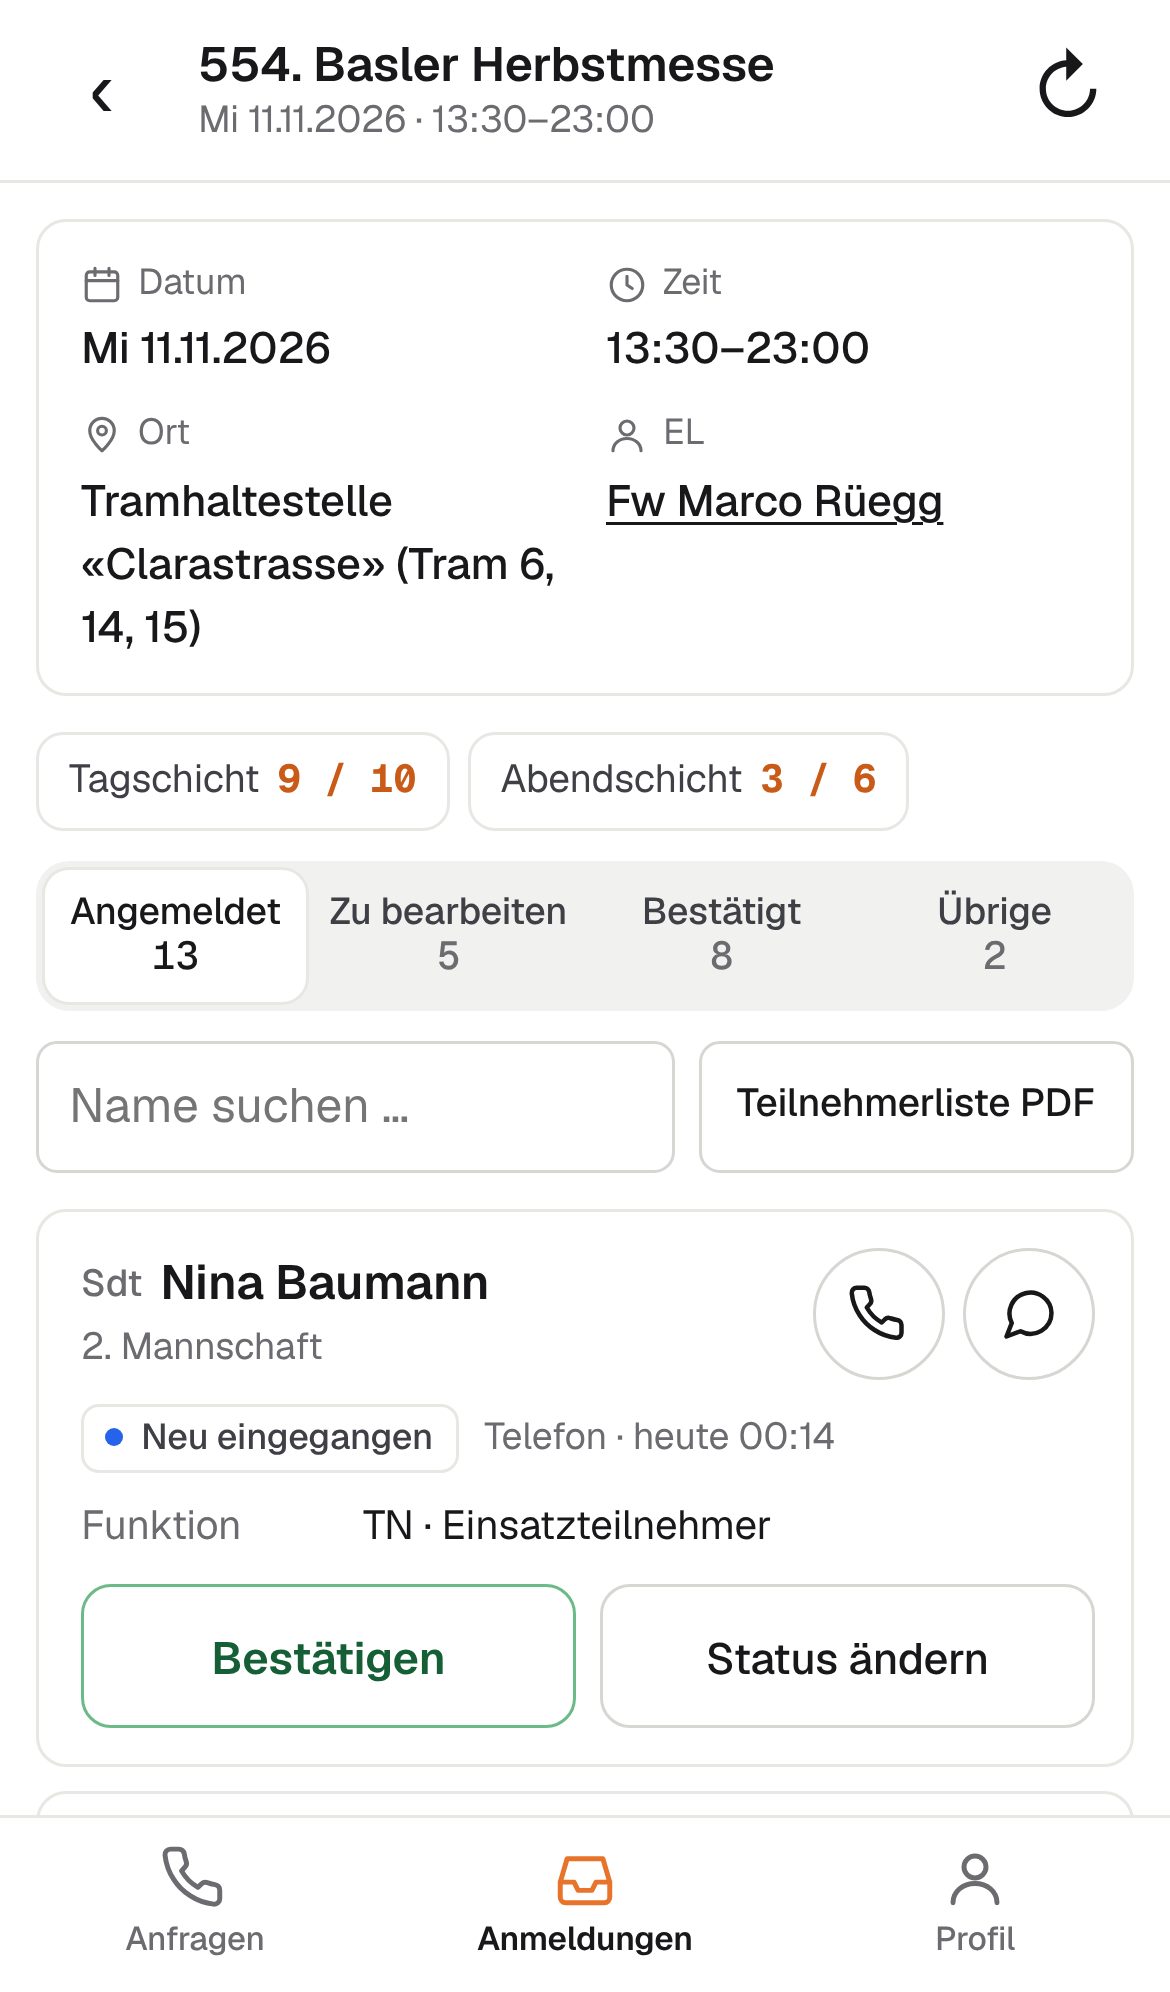 554. Basler Herbstmesse
Mi 11.11.2026 · 13:30–23:00
Datum
Mi 11.11.2026
Zeit
13:30–23:00
Ort
Tramhaltestelle
«Clarastrasse» (Tram 6,
14, 15)
EL
Fw Marco Rüegg
Tagschicht 9 / 10
Abendschicht 3 / 6
Angemeldet
13
Zu bearbeiten
5
Bestätigt
8
Übrige
2
Name suchen ...
Teilnehmerliste PDF
Sdt Nina Baumann
2. Mannschaft
Neu eingegangen
Telefon · heute 00:14
Funktion
TN · Einsatzteilnehmer
Bestätigen
Status ändern
Anfragen
Anmeldungen
Profil